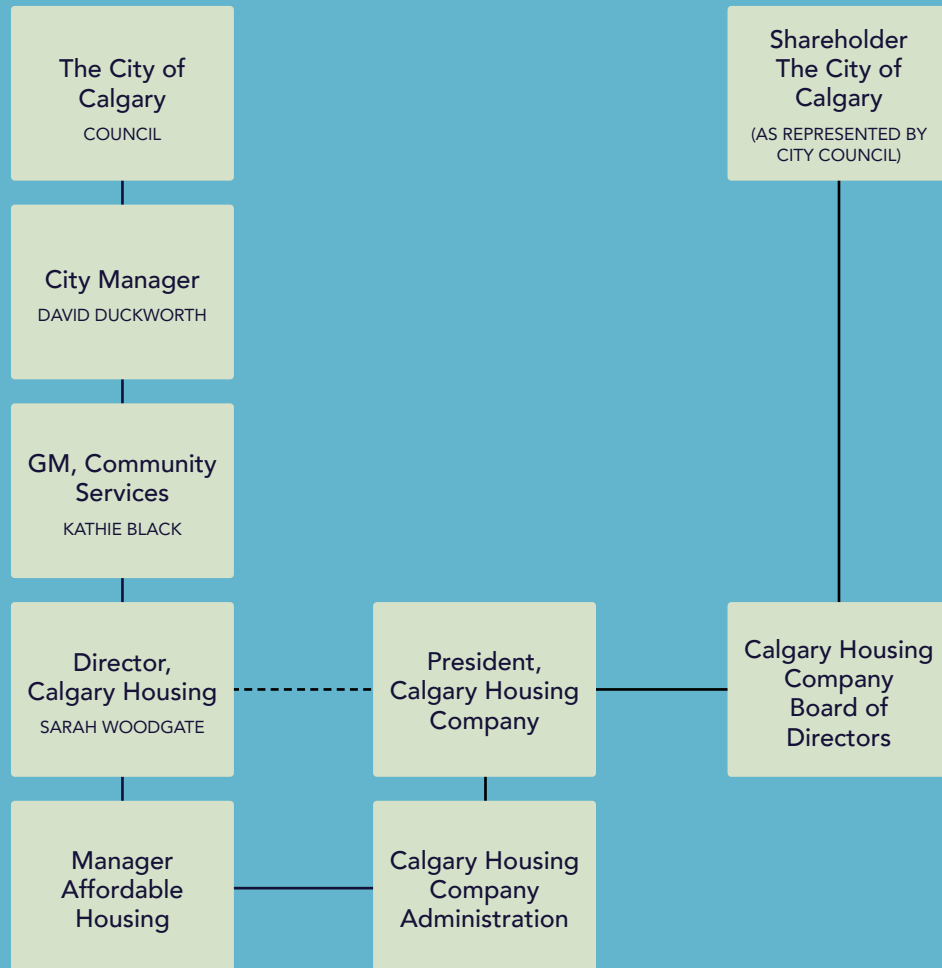 The City of
Calgary
COUNCIL
Shareholder
The City of
Calgary
(AS REPRESENTED BY
CITY COUNCIL)
City Manager
DAVID DUCKWORTH
GM, Community
Services
KATHIE BLACK
Director,
Calgary Housing
SARAH WOODGATE
President,
Calgary Housing
Company
Calgary Housing
Company
Board of
Directors
Manager
Affordable
Housing
Calgary Housing
Company
Administration